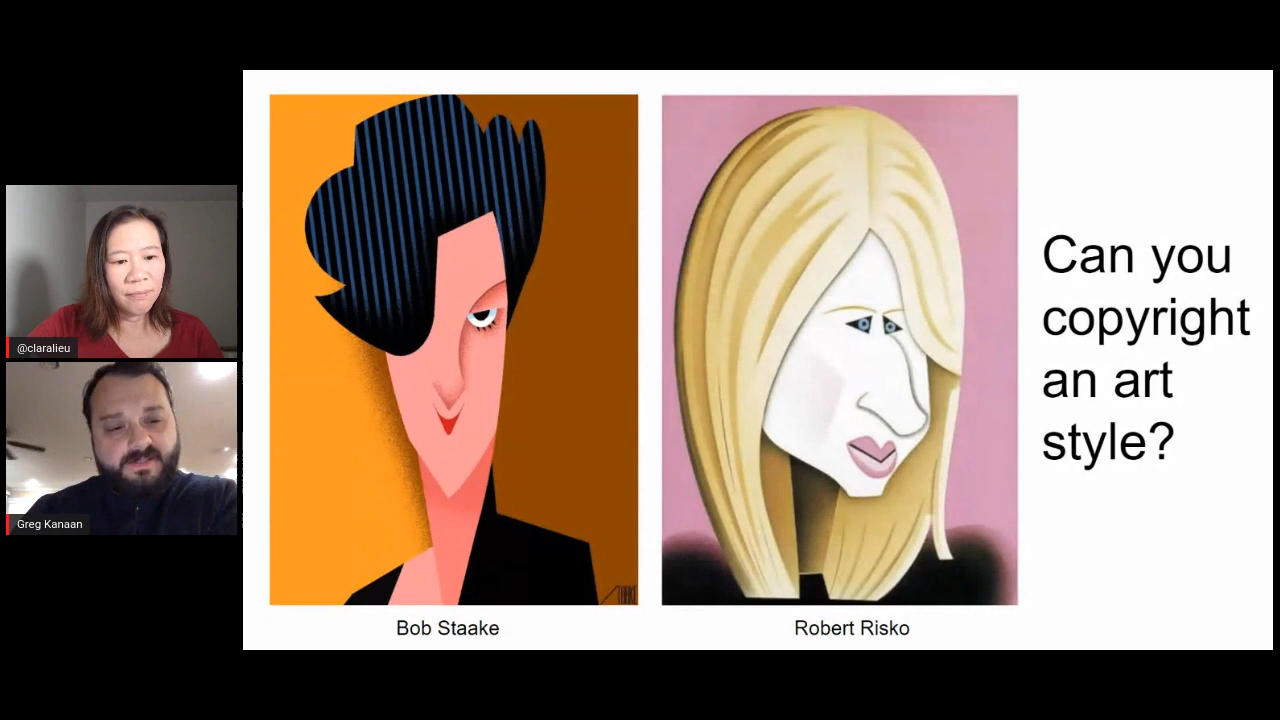 @claralieu
Greg Kanaan
Bob Staake
Robert Risko
Can you
copyright
an art
style?